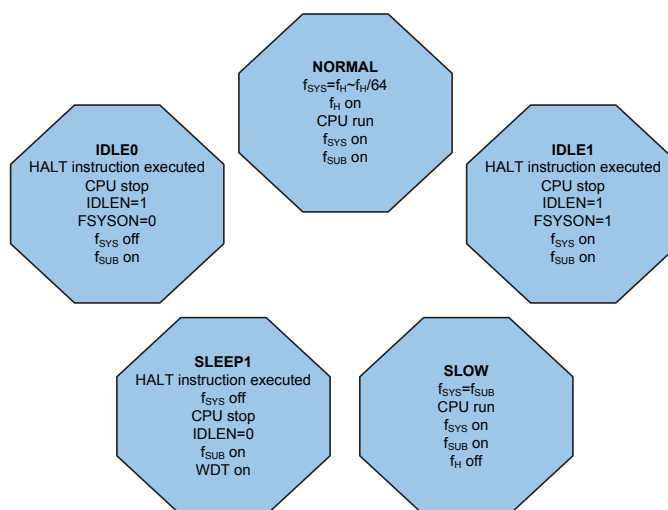 NORMAL
fSYS=fH~fH/64
fH on
CPU run
fSYS on
fSUB on
IDLE0
HALT instruction executed
CPU stop
IDLEN=1
FSYSON=0
fSYS off
fSUB on
IDLE1
HALT instruction executed
CPU stop
IDLEN=1
FSYSON=1
fSYS on
fSUB on
SLEEP1
HALT instruction executed
fSYS off
CPU stop
IDLEN=0
fSUB on
WDT on
SLOW
fSYS=fSUB
CPU run
fSYS on
fSUB on
fH off